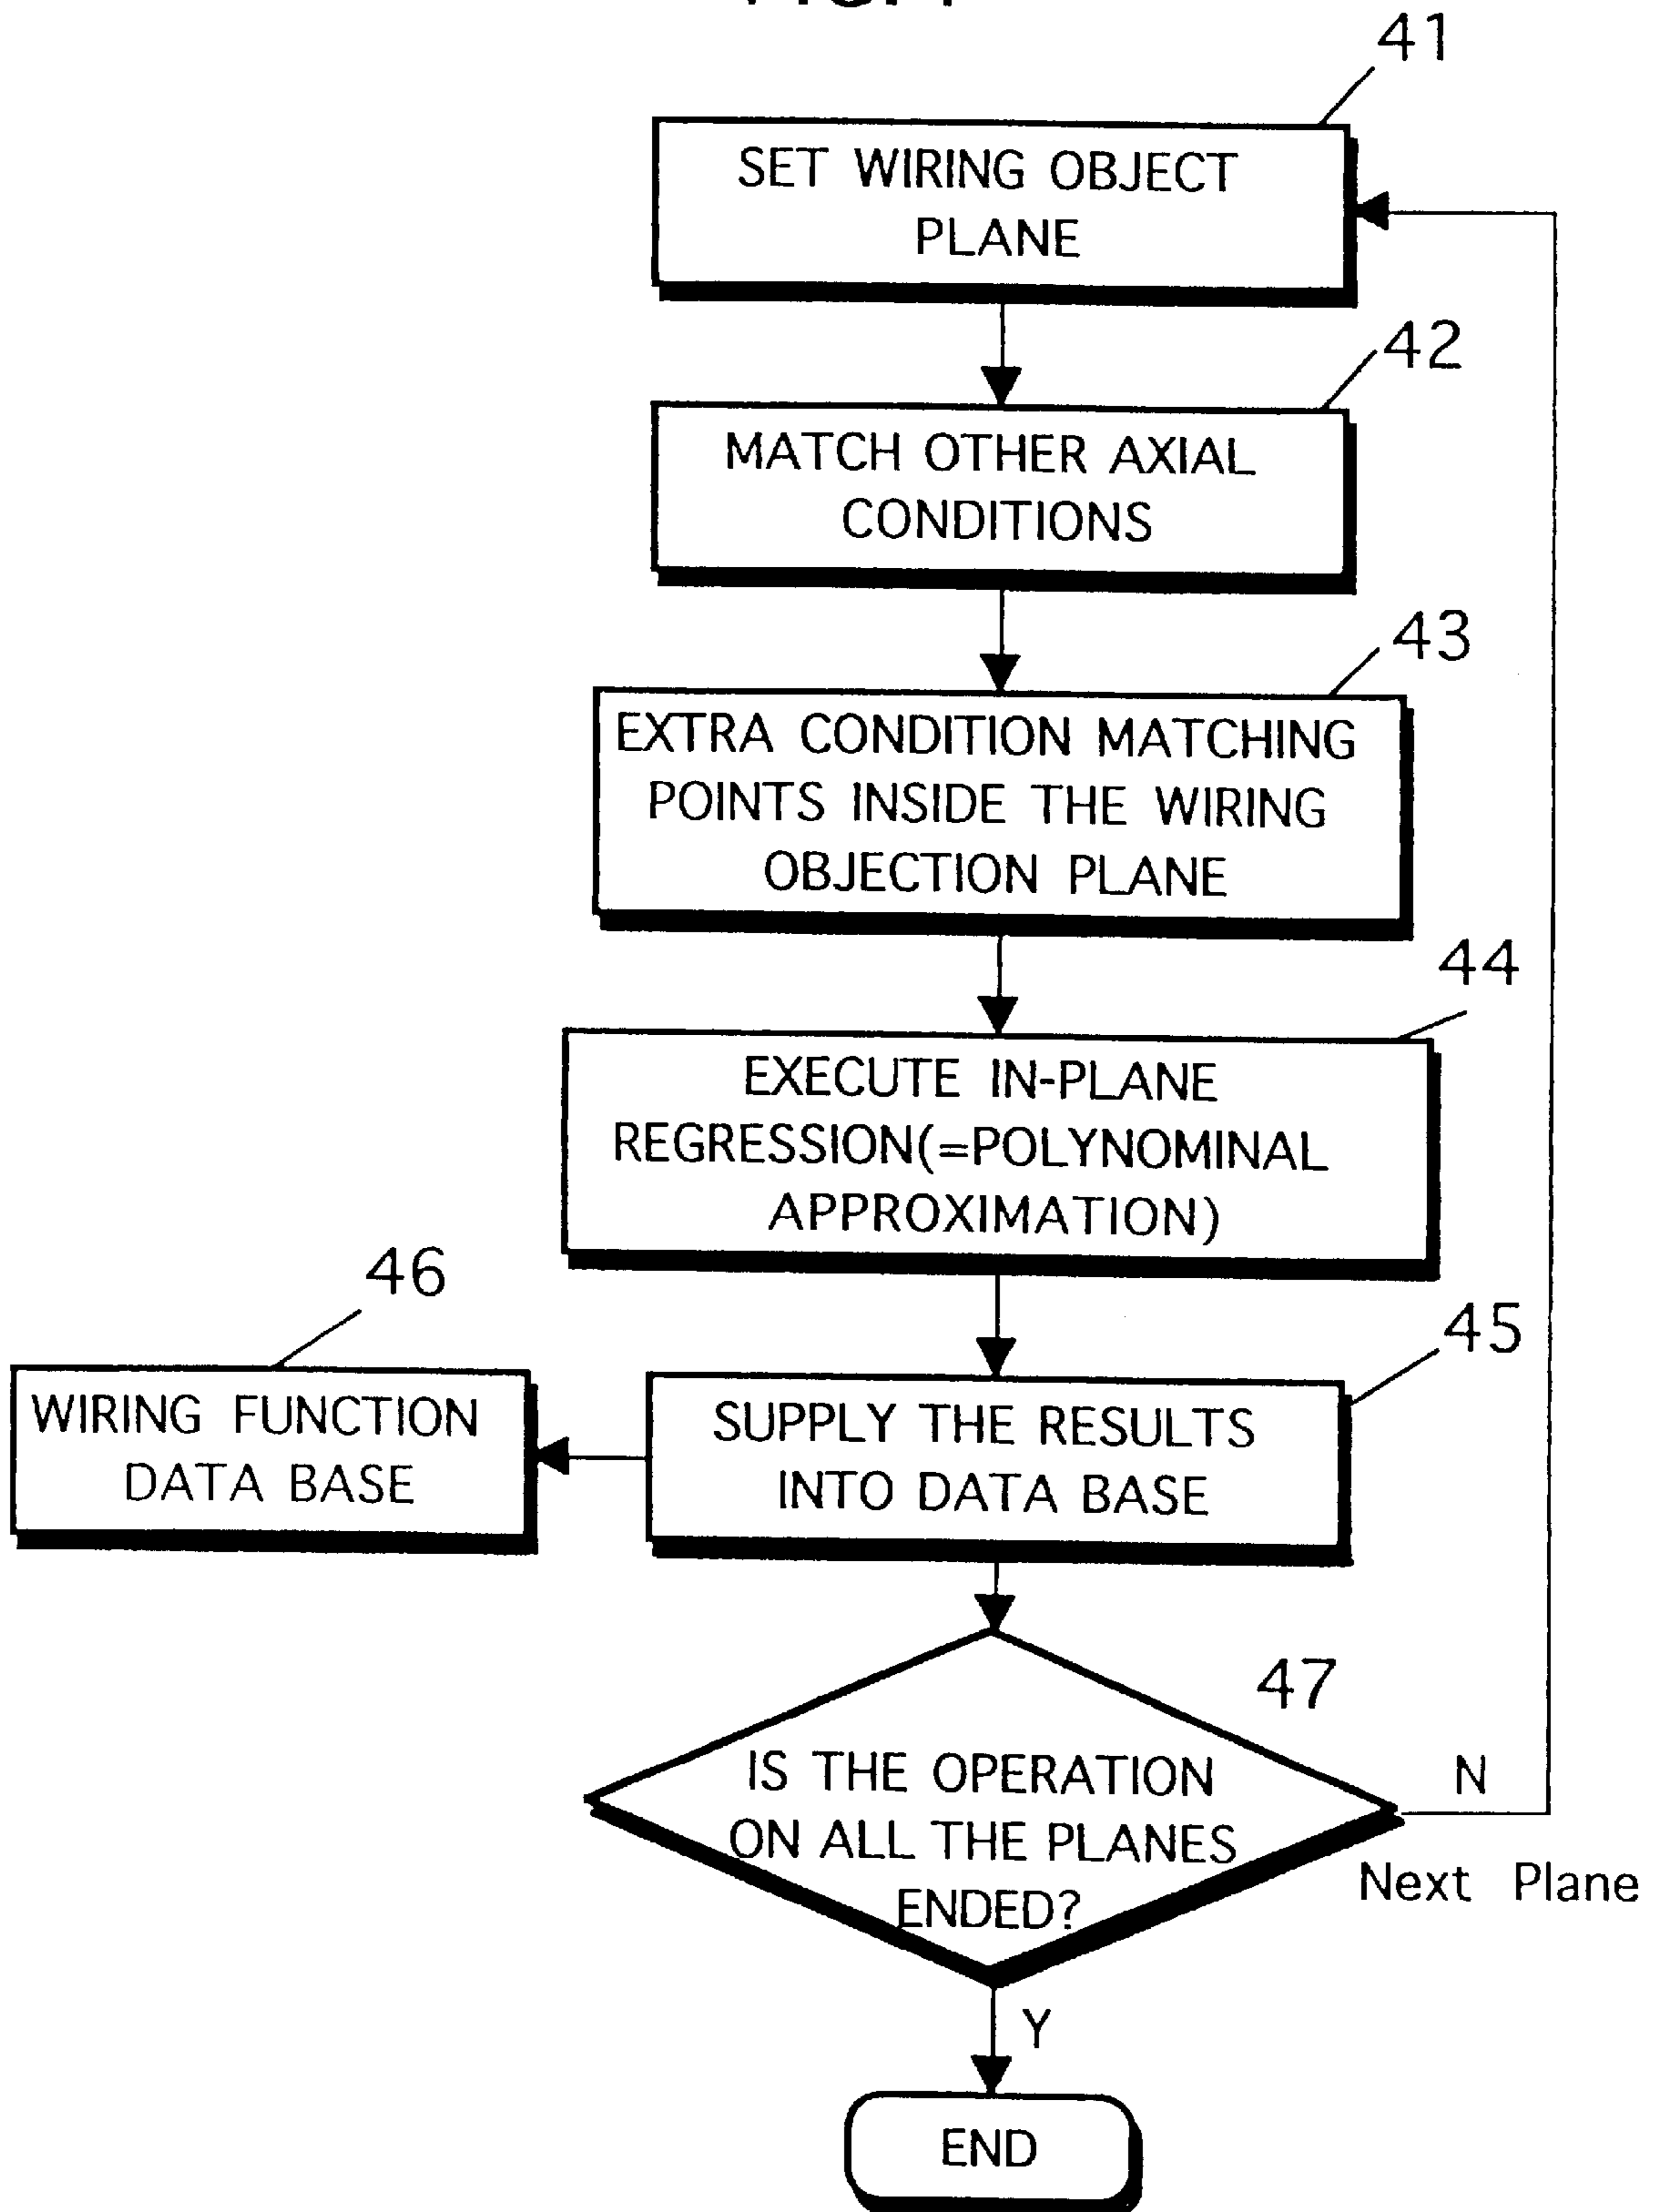 41
SET WIRING OBJECT
PLANE
42
MATCH OTHER AXIAL
CONDITIONS
43
EXTRA CONDITION MATCHING
POINTS INSIDE THE WIRING
OBJECTION PLANE
44
EXECUTE IN-PLANE
REGRESSION(=POLYNOMINAL
APPROXIMATION)
46
WIRING FUNCTION
DATA BASE
45
SUPPLY THE RESULTS
INTO DATA BASE
47
IS THE OPERATION
ON ALL THE PLANES
ENDED?
N
Next Plane
Y
END